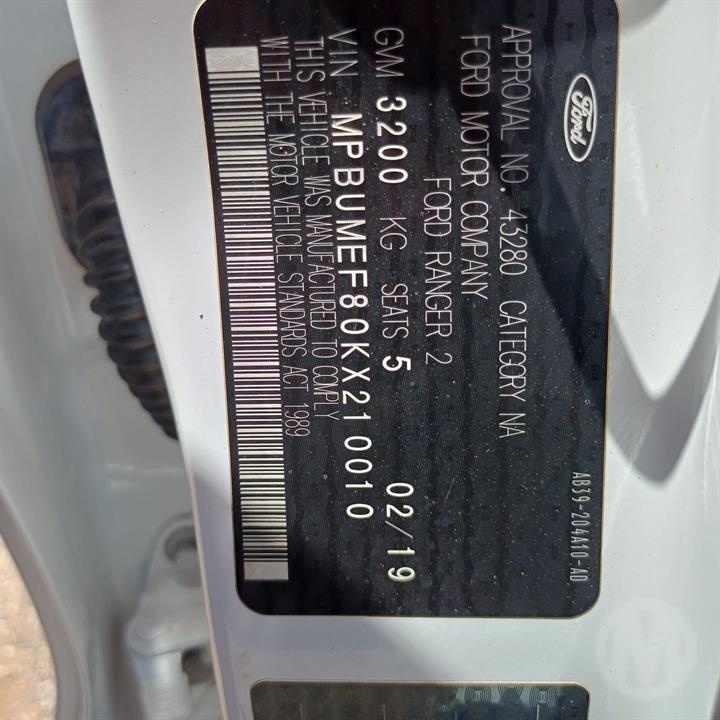 Ford
APPROVAL NO. 43280 CATEGORY NA
FORD MOTOR COMPANY
FORD RANGER 2
GVM 3200 KG SEATS 5 02/19
VIN MPBUMEF80KX210010
THIS VEHICLE WAS MANUFACTURED TO COMPLY
WITH THE MOTOR VEHICLE STANDARDS ACT 1989
AB39-204A10-AD
M